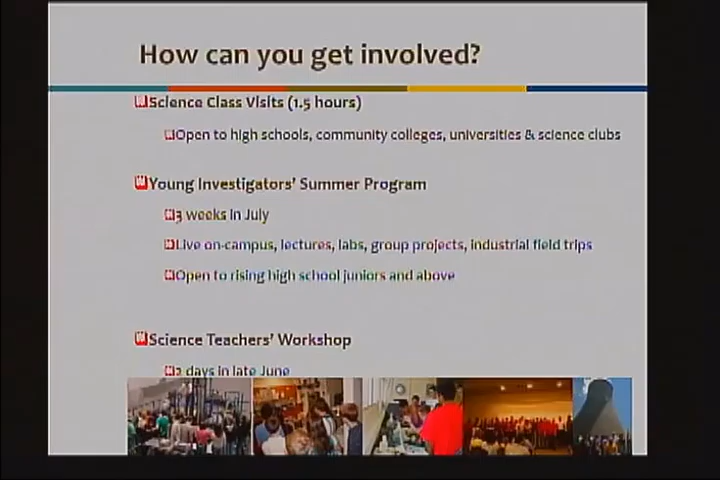 How can you get involved?
Science Class Visits (1.5 hours)
Open to high schools, community colleges, universities & science clubs
Young Investigators' Summer Program
3 weeks in July
Live on-campus, lectures, labs, group projects, industrial field trips
Open to rising high school juniors and above
Science Teachers' Workshop
2 days in late June